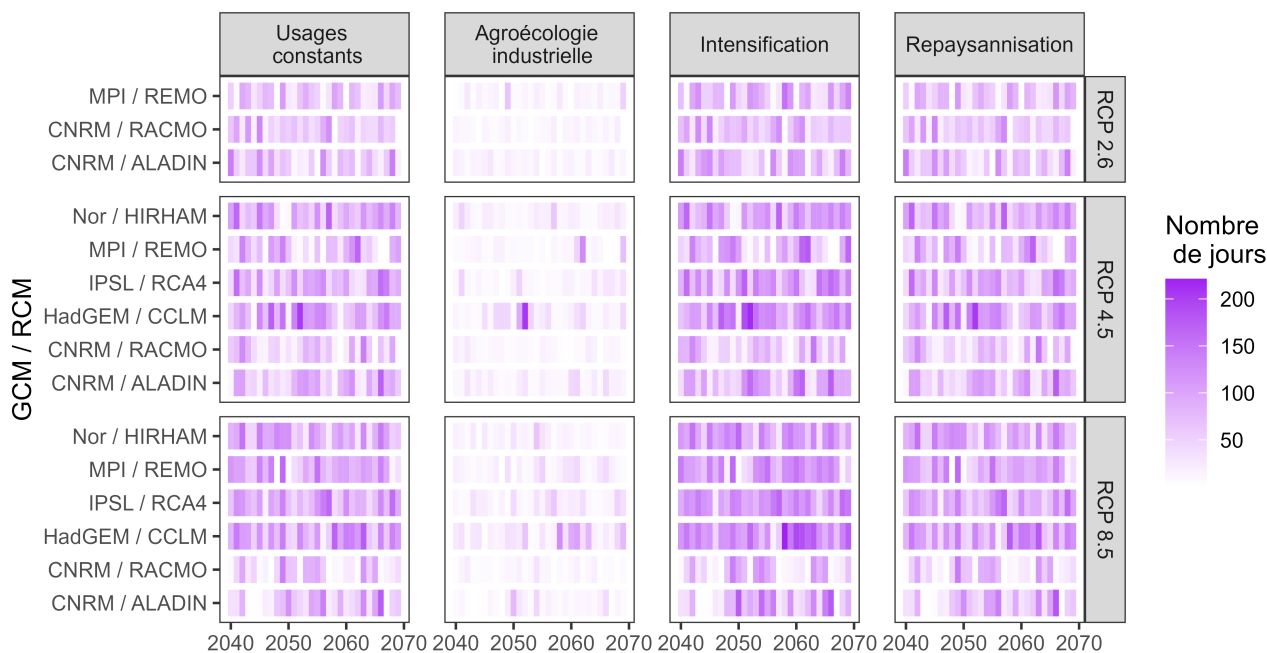 Usages
constants
Agroécologie
industrielle
Intensification
Repaysannisation
MPI / REMO
CNRM / RACMO
CNRM / ALADIN
RCP 2.6
Nor / HIRHAM
MPI / REMO
IPSL / RCA4
HadGEM / CCLM
CNRM / RACMO
CNRM / ALADIN
RCP 4.5
Nor / HIRHAM
MPI / REMO
IPSL / RCA4
HadGEM / CCLM
CNRM / RACMO
CNRM / ALADIN
RCP 8.5
GCM / RCM
2040 2050 2060 2070 2040 2050 2060 2070 2040 2050 2060 2070 2040 2050 2060 2070
Nombre
de jours
200
150
100
50